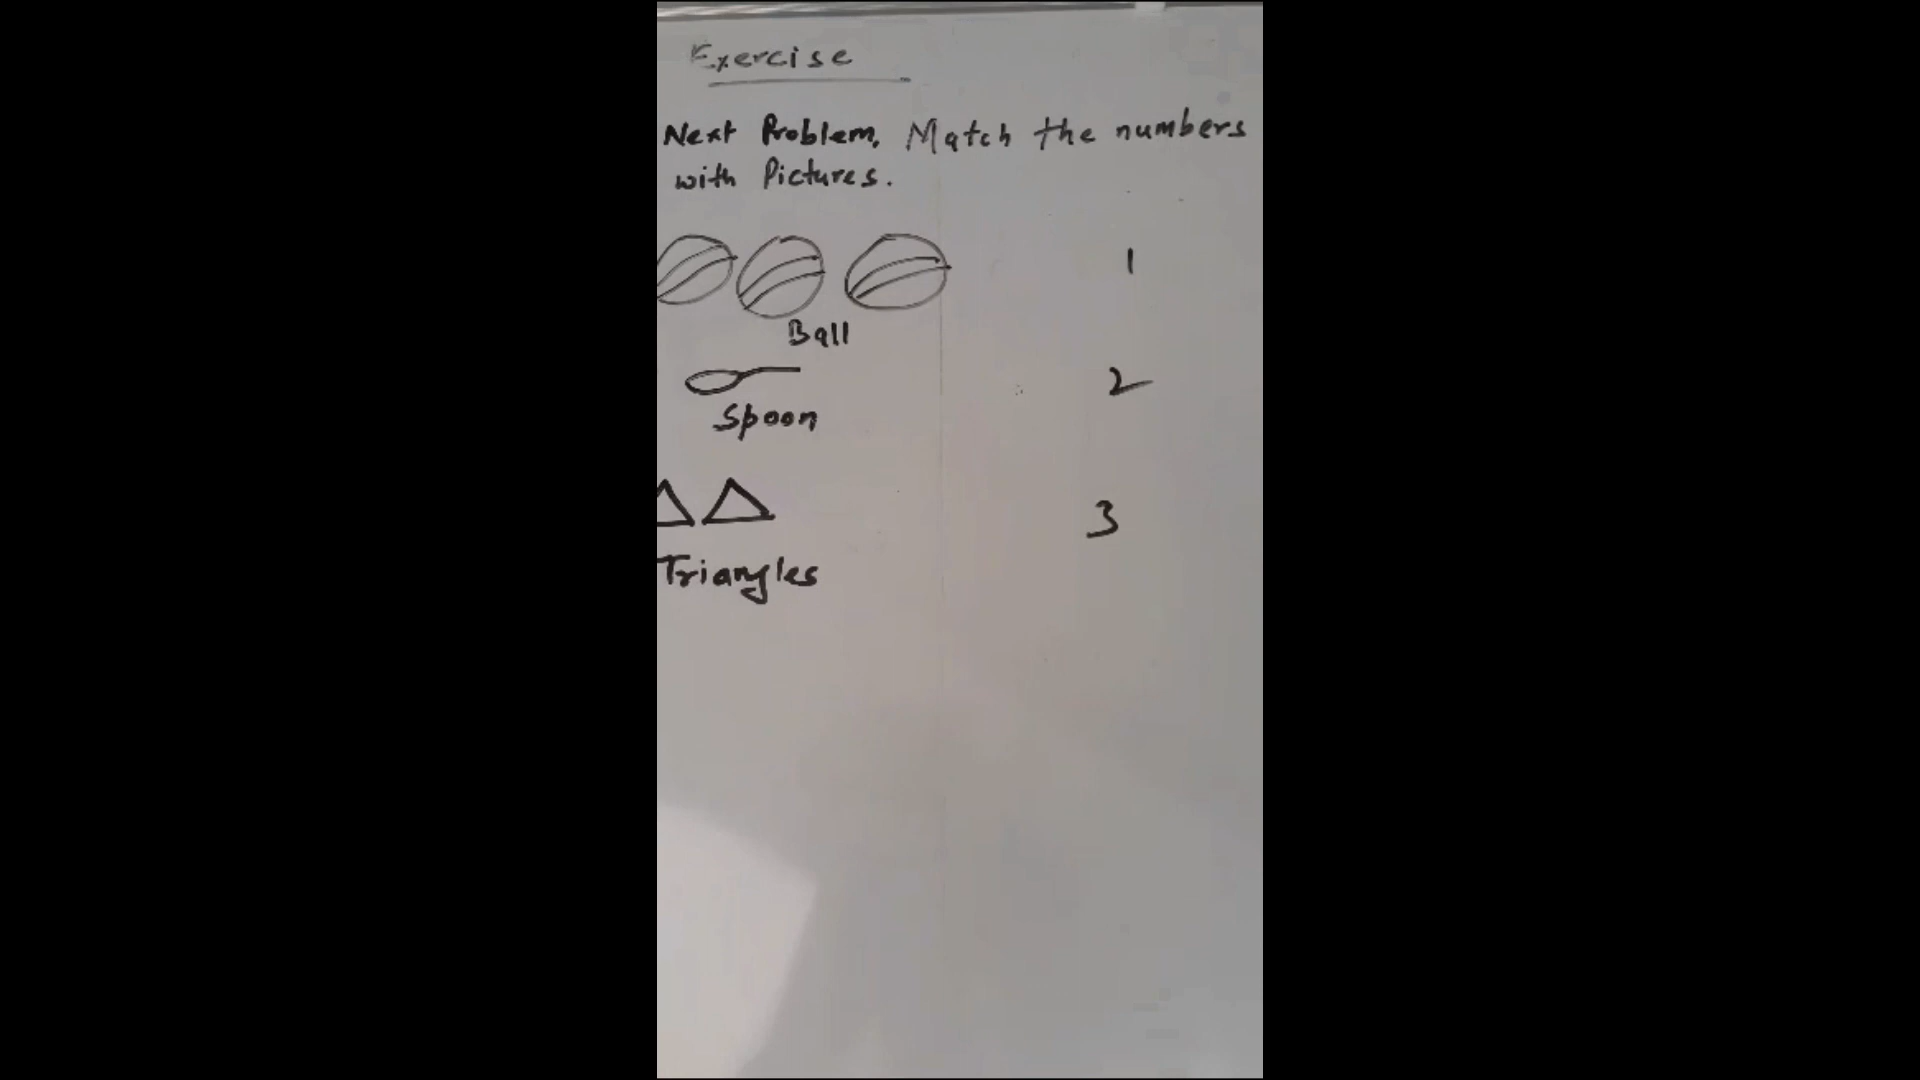 Exercise
Next Problem. Match the numbers
with Pictures.
1
Ball
2
Spoon
3
Triangles